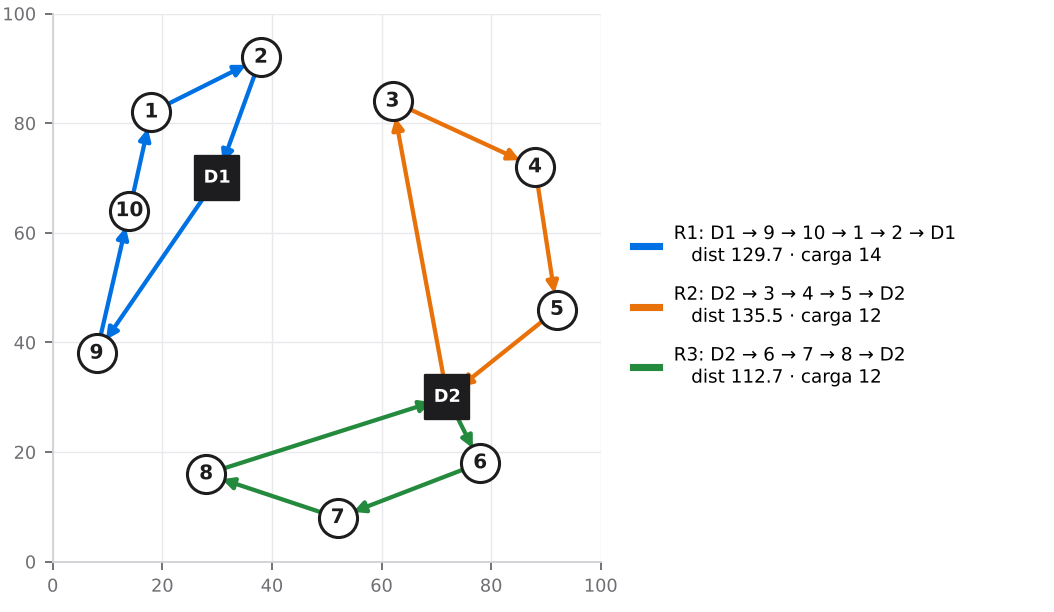 100
80
60
40
20
0
0
20
40
60
80
100
2
1
3
D1
4
10
5
9
D2
6
8
7
R1: D1 → 9 → 10 → 1 → 2 → D1
dist 129.7 · carga 14
R2: D2 → 3 → 4 → 5 → D2
dist 135.5 · carga 12
R3: D2 → 6 → 7 → 8 → D2
dist 112.7 · carga 12